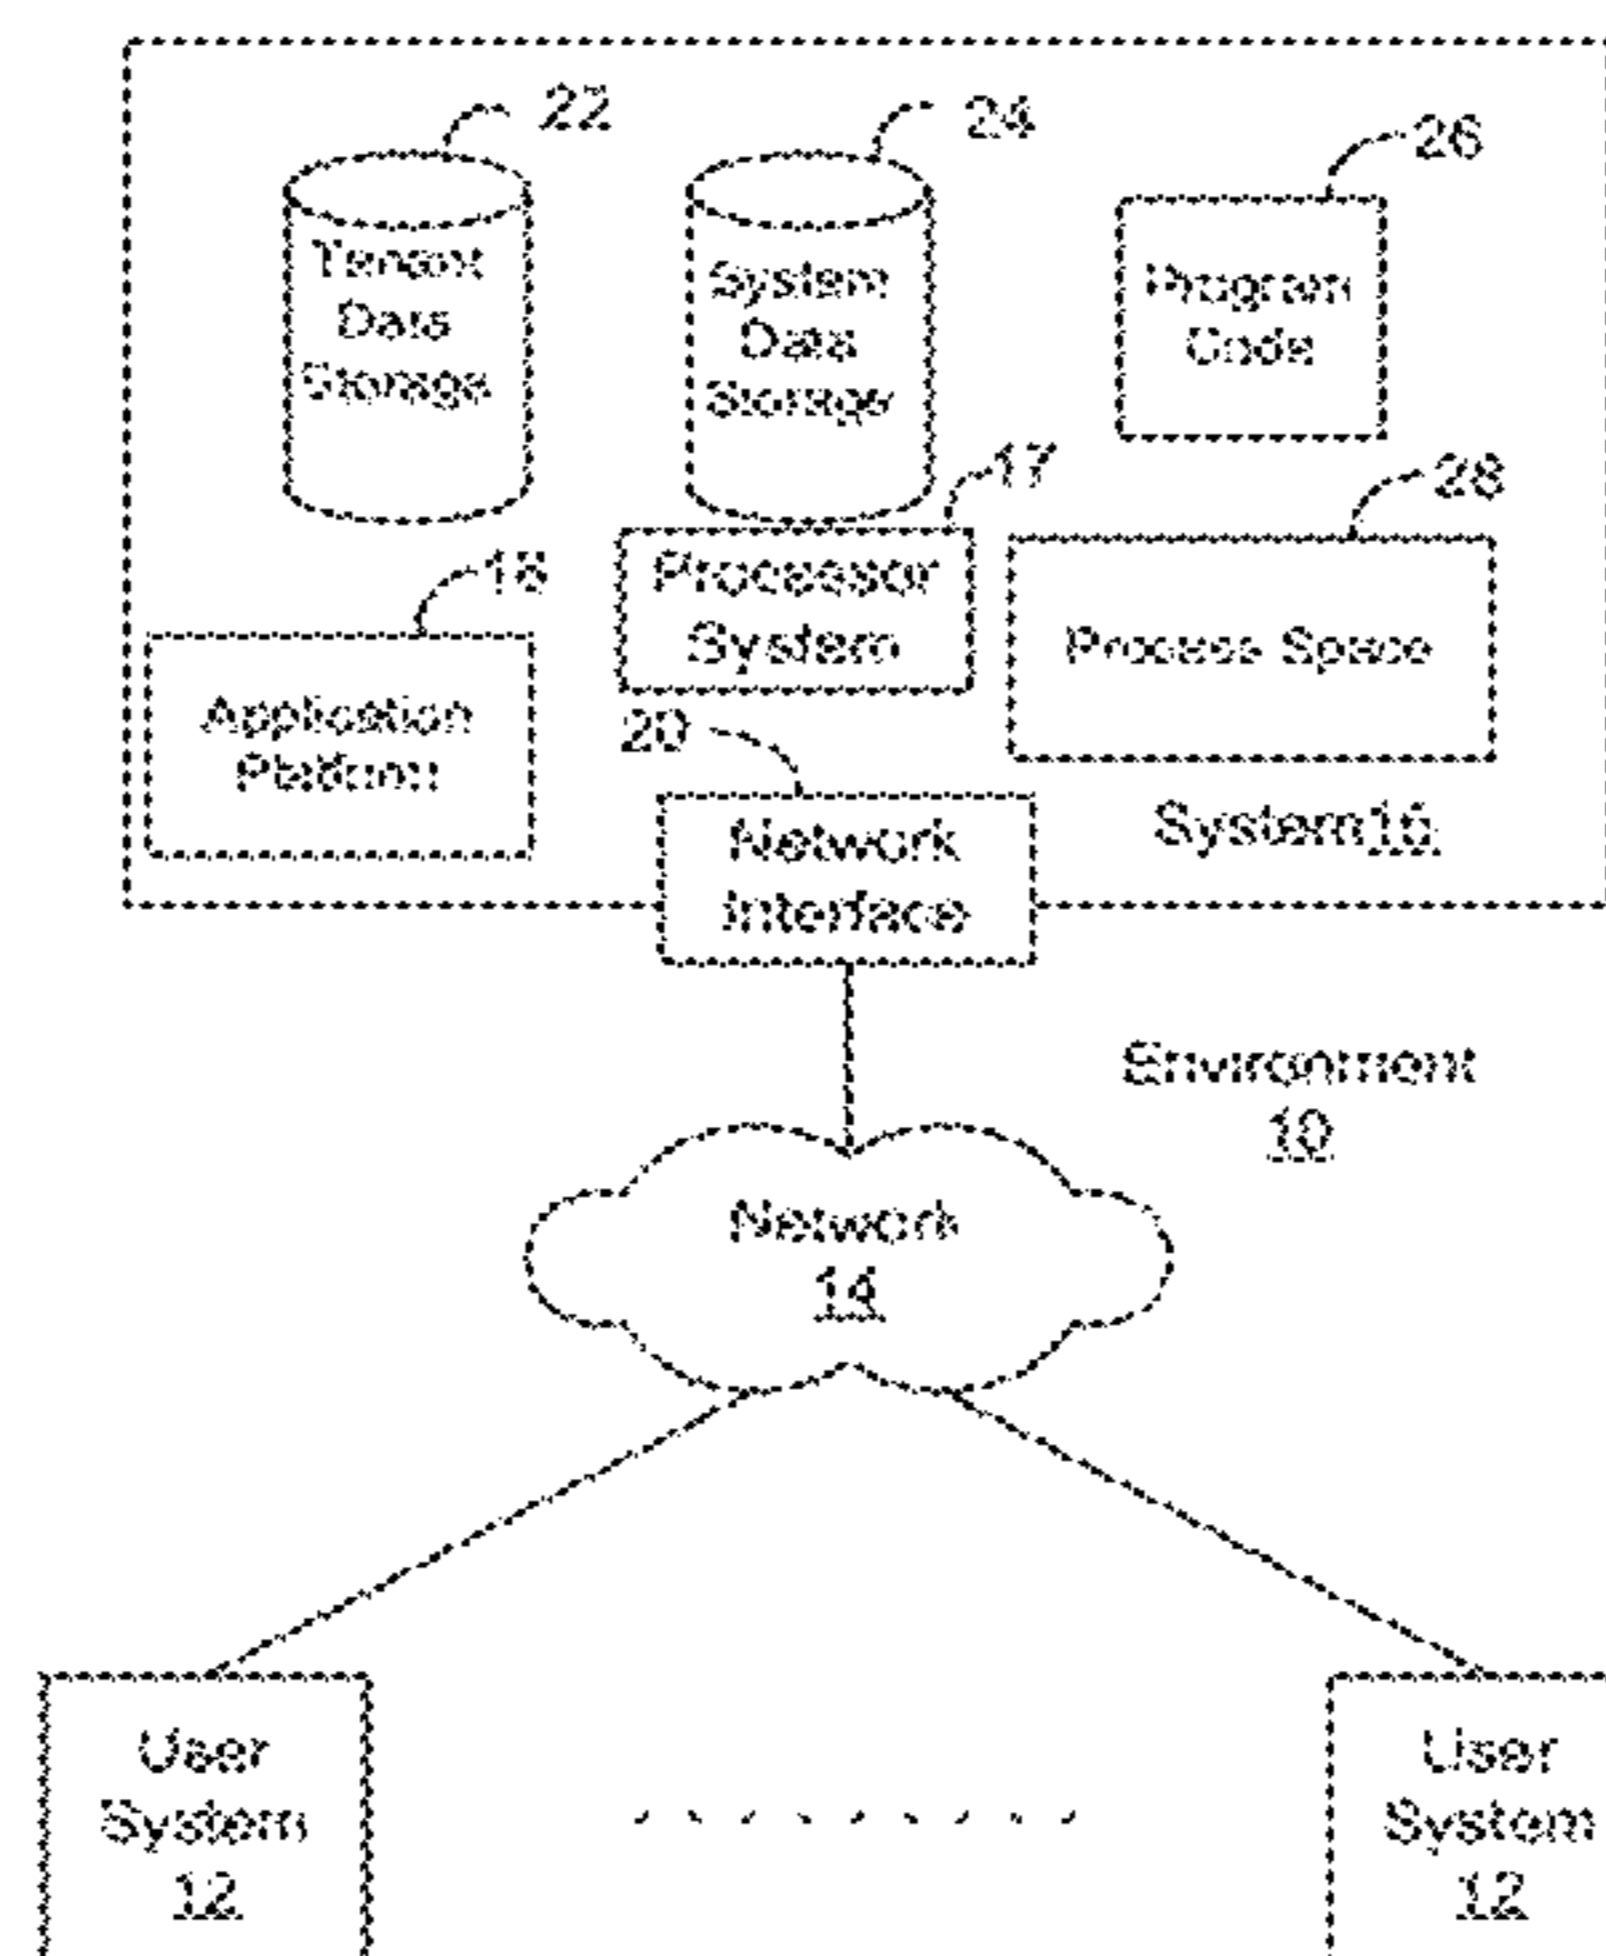 22
24
26
Tenant
Data
Storage
System
Data
Storage
Program
Code
17
28
18
Processor
System
Process Space
Application
Platform
20
Network
Interface
System16
Environment
10
Network
14
User
System
12
User
System
12